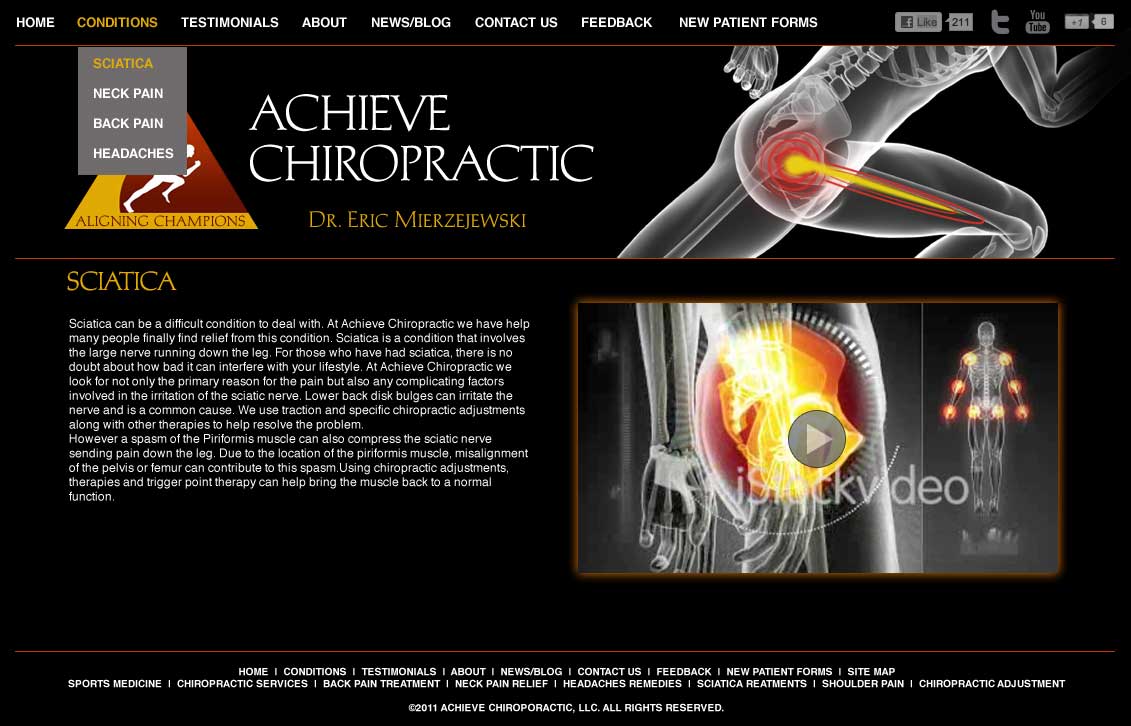 HOME CONDITIONS TESTIMONIALS ABOUT NEWS/BLOG CONTACT US FEEDBACK NEW PATIENT FORMS
Like 211
You
Tube
+1 6
SCIATICA
NECK PAIN
BACK PAIN
HEADACHES
ACHIEVE
CHIROPRACTIC
ALIGNING CHAMPIONS
DR. ERIC MIERZEJEWSKI
SCIATICA
Sciatica can be a difficult condition to deal with. At Achieve Chiropractic we have help
many people finally find relief from this condition. Sciatica is a condition that involves
the large nerve running down the leg. For those who have had sciatica, there is no
doubt about how bad it can interfere with your lifestyle. At Achieve Chiropractic we
look for not only the primary reason for the pain but also any complicating factors
involved in the irritation of the sciatic nerve. Lower back disk bulges can irritate the
nerve and is a common cause. We use traction and specific chiropractic adjustments
along with other therapies to help resolve the problem.
However a spasm of the Piriformis muscle can also compress the sciatic nerve
sending pain down the leg. Due to the location of the piriformis muscle, misalignment
of the pelvis or femur can contribute to this spasm.Using chiropractic adjustments,
therapies and trigger point therapy can help bring the muscle back to a normal
function.
iStockvideo
HOME | CONDITIONS | TESTIMONIALS | ABOUT | NEWS/BLOG | CONTACT US | FEEDBACK | NEW PATIENT FORMS | SITE MAP
SPORTS MEDICINE | CHIROPRACTIC SERVICES | BACK PAIN TREATMENT | NECK PAIN RELIEF | HEADACHES REMEDIES | SCIATICA REATMENTS | SHOULDER PAIN | CHIROPRACTIC ADJUSTMENT
©2011 ACHIEVE CHIROPORACTIC, LLC. ALL RIGHTS RESERVED.